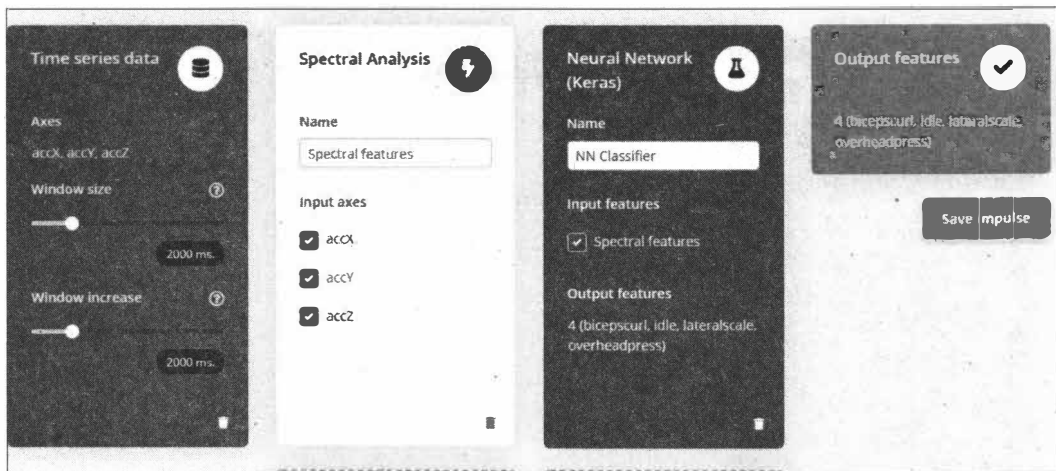 Time series data
Axes
accX, accY, accZ
Window size
2000 ms.
Window increase
2000 ms.
Spectral Analysis
Name
Spectral features
Input axes
accX
accY
accZ
Neural Network
(Keras)
Name
NN Classifier
Input features
Spectral features
Output features
4 (bicepscurl, idle, lateralscale,
overheadpress)
Output features
4 (bicepscurl, idle, lateralscale,
overheadpress)
Save Impulse